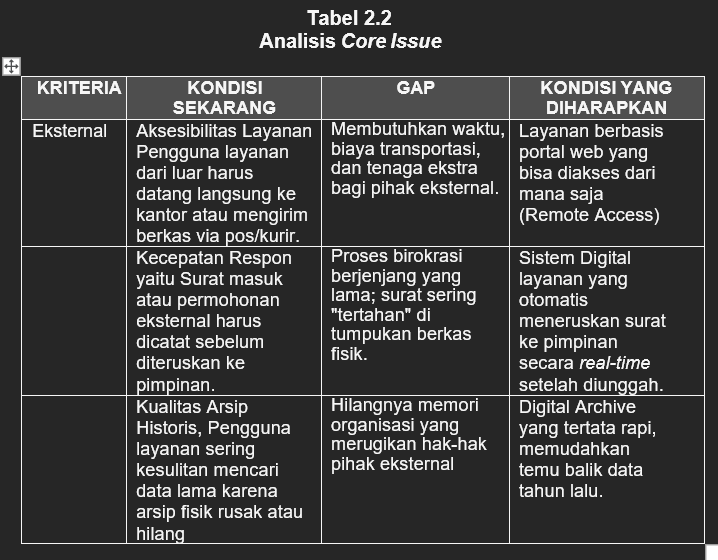 Tabel 2.2
Analisis Core Issue
KRITERIA
KONDISI
SEKARANG
GAP
KONDISI YANG
DIHARAPKAN
Eksternal
Aksesibilitas Layanan
Pengguna layanan
dari luar harus
datang langsung ke
kantor atau mengirim
berkas via pos/kurir.
Membutuhkan waktu,
biaya transportasi,
dan tenaga ekstra
bagi pihak eksternal.
Layanan berbasis
portal web yang
bisa diakses dari
mana saja
(Remote Access)
Kecepatan Respon
yaitu Surat masuk
atau permohonan
eksternal harus
dicatat sebelum
diteruskan ke
pimpinan.
Proses birokrasi
berjenjang yang
lama; surat sering
"tertahan" di
tumpukan berkas
fisik.
Sistem Digital
layanan yang
otomatis
meneruskan surat
ke pimpinan
secara real-time
setelah diunggah.
Kualitas Arsip
Historis, Pengguna
layanan sering
kesulitan mencari
data lama karena
arsip fisik rusak atau
hilang
Hilangnya memori
organisasi yang
merugikan hak-hak
pihak eksternal
Digital Archive
yang tertata rapi,
memudahkan
temu balik data
tahun lalu.